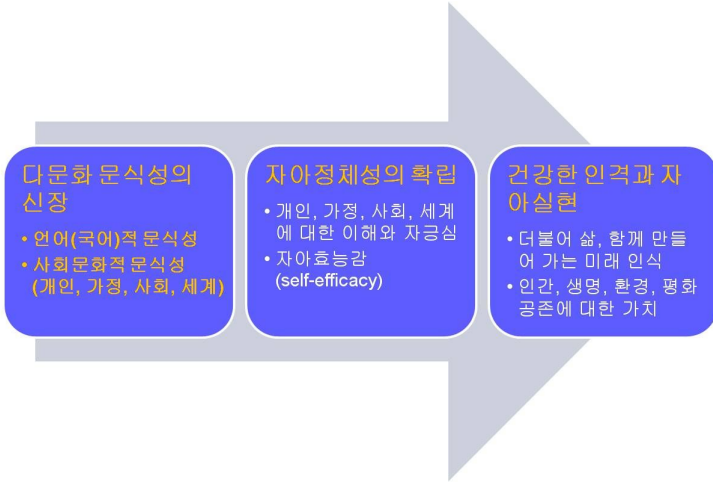 다문화 문식성의
신장
• 언어(국어)적 문식성
• 사회문화적 문식성
(개인, 가정, 사회, 세계)
자아정체성의 확립
• 개인, 가정, 사회, 세계
에 대한 이해와 자긍심
• 자아효능감
(self-efficacy)
건강한 인격과 자
아실현
• 더불어 삶, 함께 만들
어 가는 미래 인식
• 인간, 생명, 환경, 평화
공존에 대한 가치